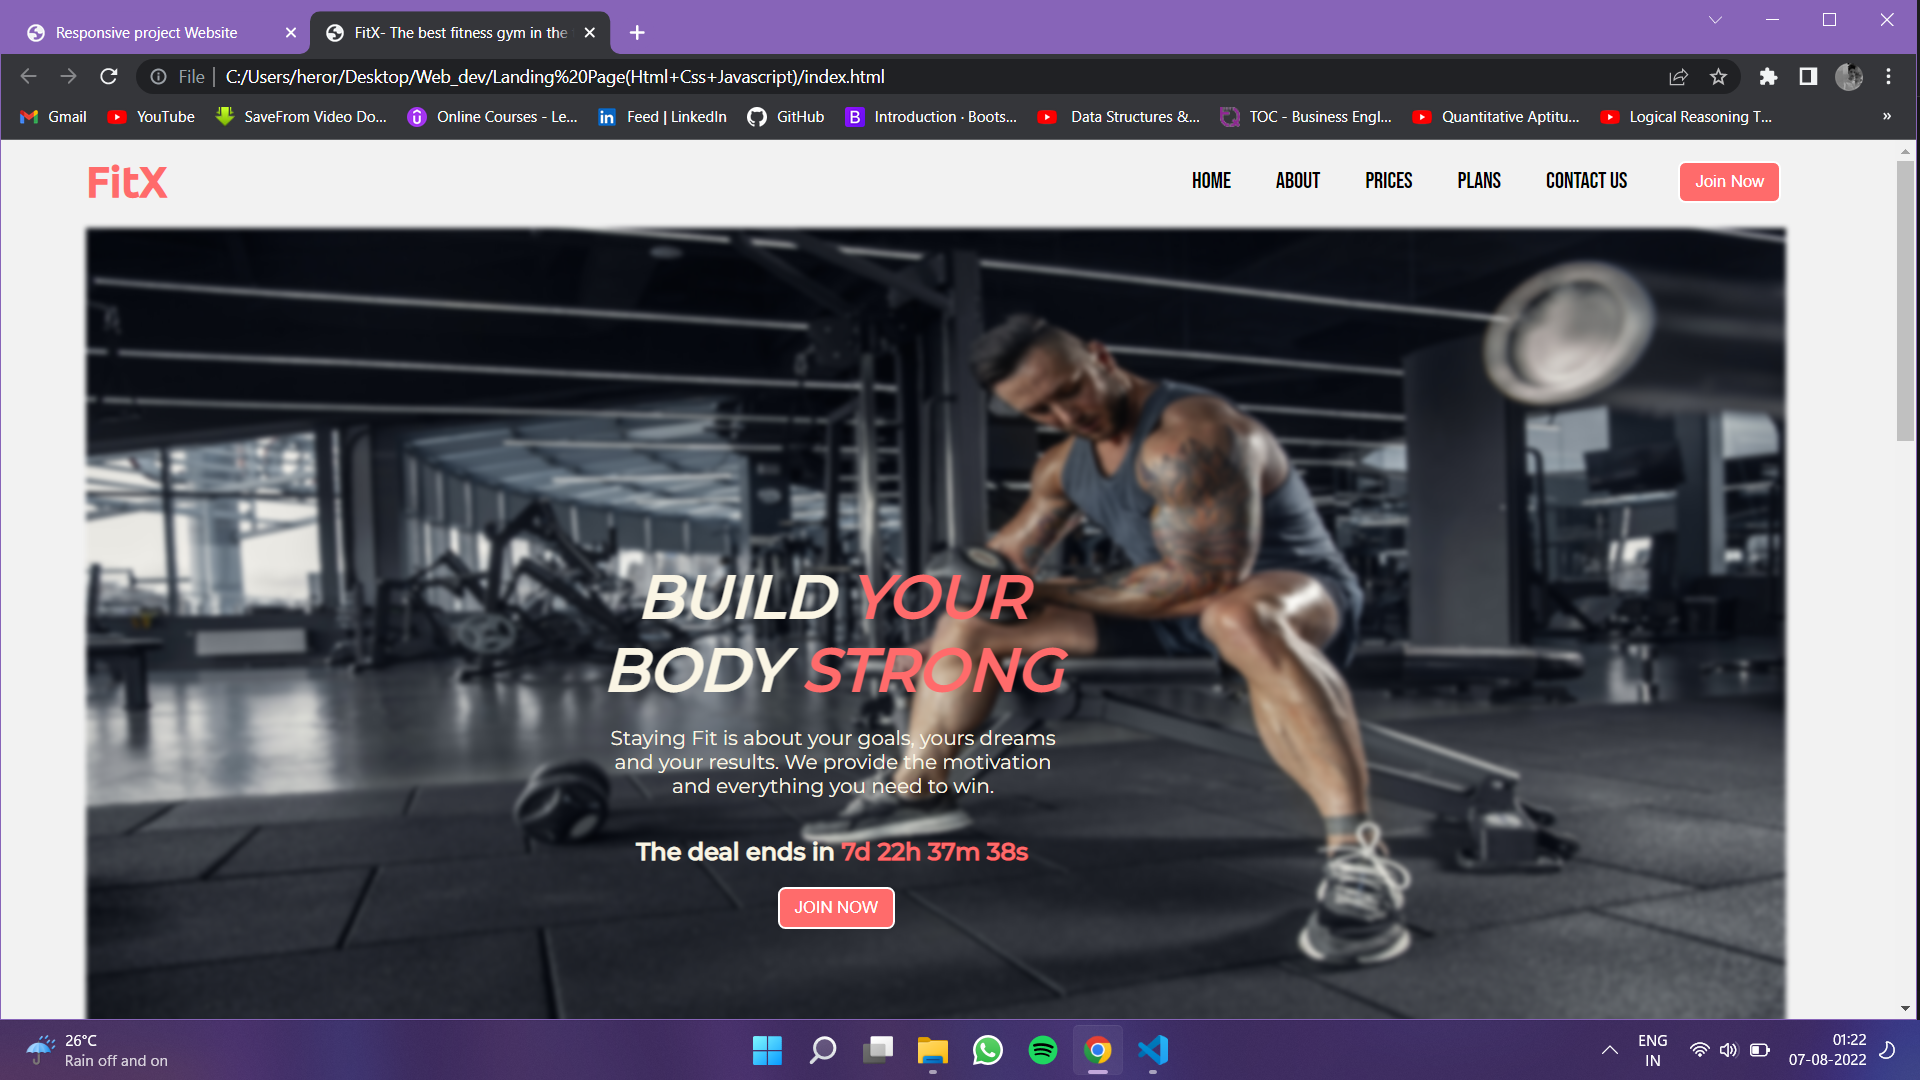 Responsive project Website
FitX- The best fitness gym in the
File | C:/Users/heror/Desktop/Web_dev/Landing%20Page(Html+Css+Javascript)/index.html
Gmail
YouTube
SaveFrom Video Do...
Online Courses - Le...
Feed | LinkedIn
GitHub
Introduction · Boots...
Data Structures &...
TOC - Business Engl...
Quantitative Aptitu...
Logical Reasoning T...
»
FitX
HOME
ABOUT
PRICES
PLANS
CONTACT US
Join Now
BUILD YOUR
BODY STRONG
Staying Fit is about your goals, yours dreams
and your results. We provide the motivation
and everything you need to win.
The deal ends in 7d 22h 37m 38s
JOIN NOW
26°C
Rain off and on
ENG
IN
01:22
07-08-2022